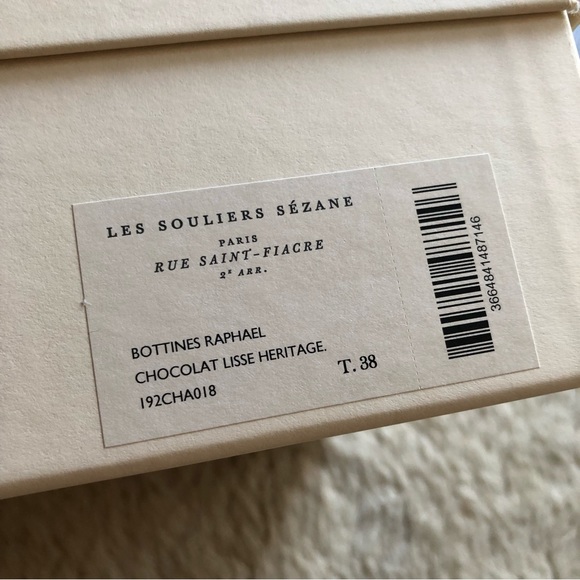 LES SOULIERS SÉZANE
PARIS
RUE SAINT-FIACRE
2E ARR.
BOTTINES RAPHAEL
CHOCOLAT LISSE HERITAGE.
192CHA018
T. 38
3664841487146